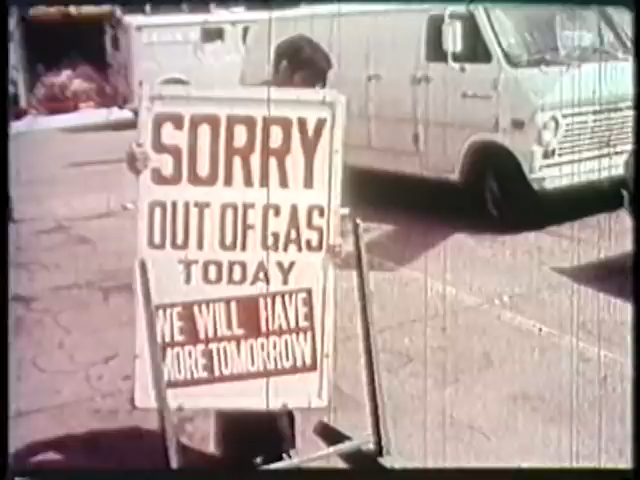 SORRY
OUT OF GAS
TODAY
WE WILL HAVE
MORE TOMORROW